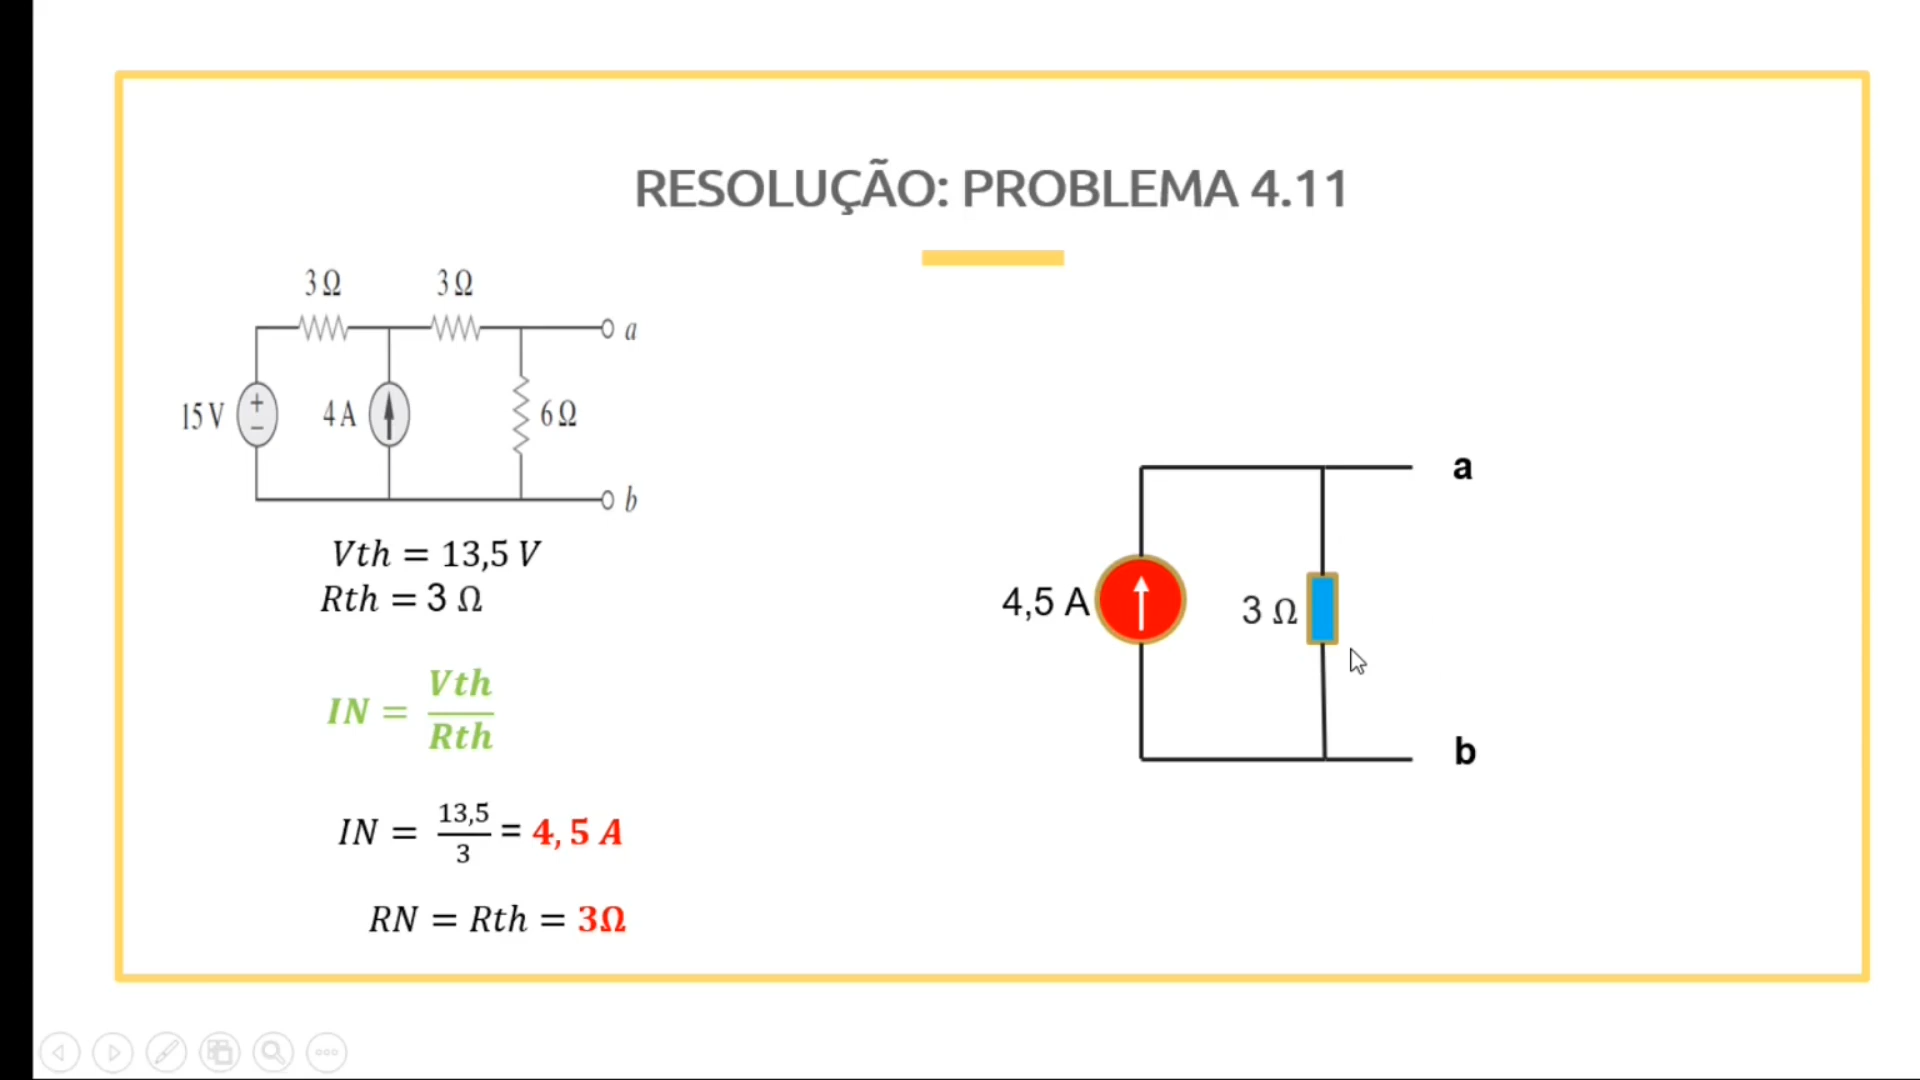 RESOLUÇÃO: PROBLEMA 4.11
3 Ω 3 Ω
a
15 V + − 4 A 6 Ω
b
Vth = 13,5 V
Rth = 3 Ω
IN = Vth / Rth
IN = 13,5 / 3 = 4,5 A
RN = Rth = 3Ω
a
4,5 A 3 Ω
b